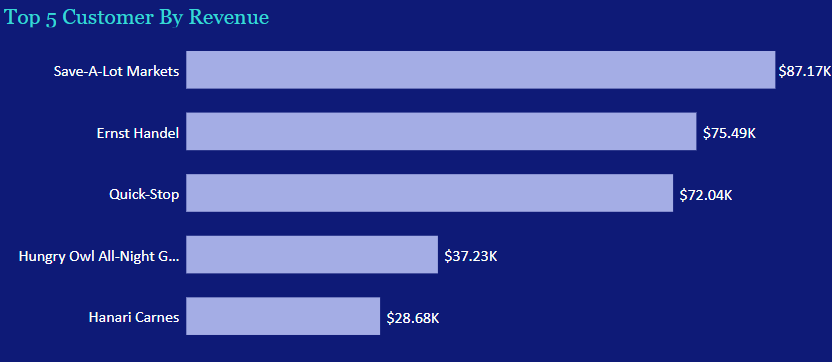 Top 5 Customer By Revenue
Save-A-Lot Markets $87.17K
Ernst Handel $75.49K
Quick-Stop $72.04K
Hungry Owl All-Night G... $37.23K
Hanari Carnes $28.68K